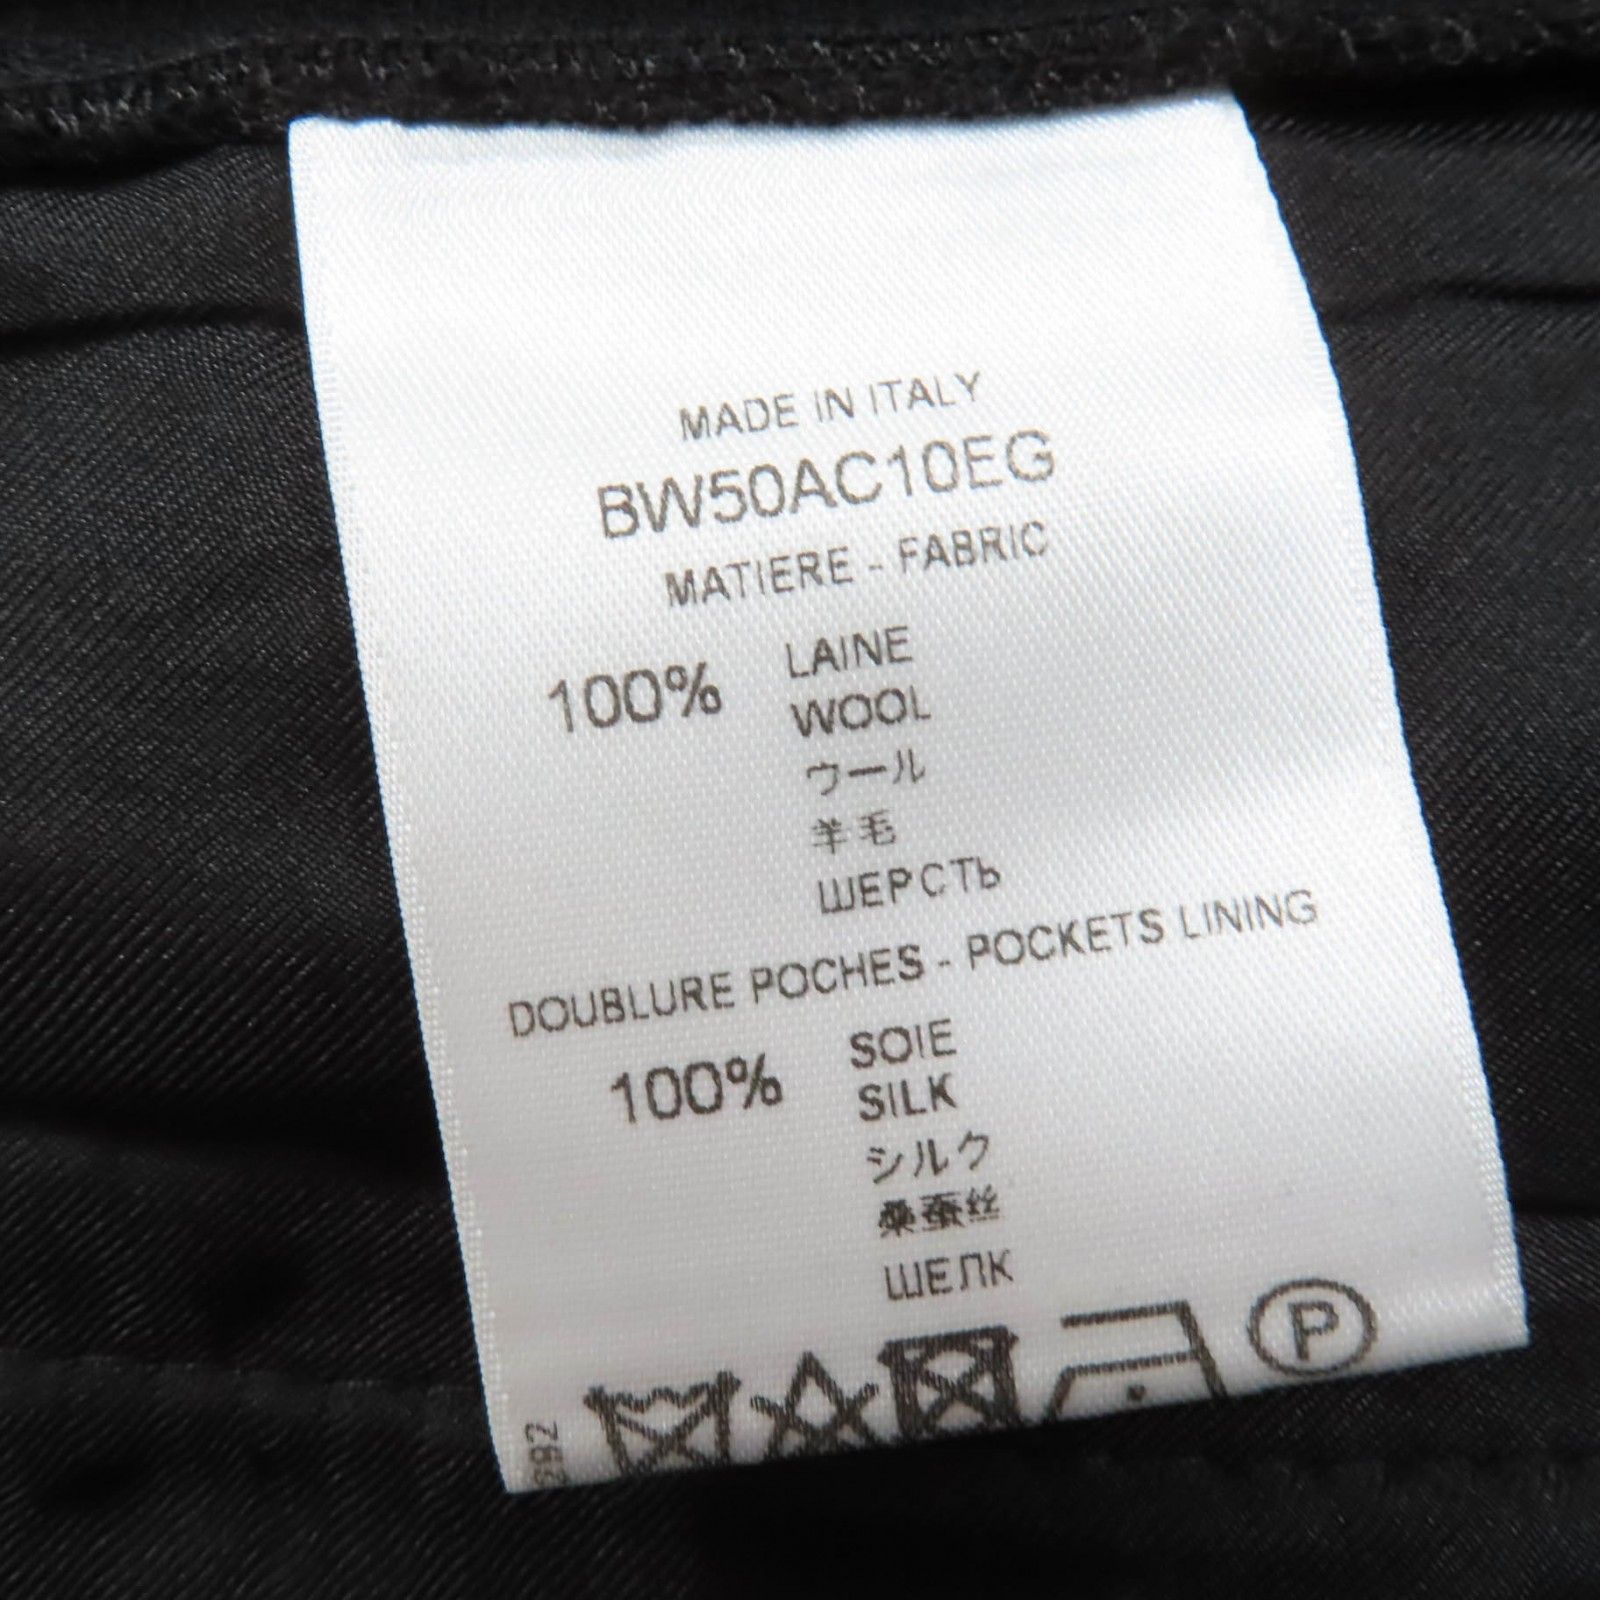 MADE IN ITALY
BW50AC10EG
MATIERE - FABRIC
100% LAINE
WOOL
ウール
羊毛
ШЕРСТЬ
DOUBLURE POCHES - POCKETS LINING
100% SOIE
SILK
シルク
桑蚕丝
ШЕЛК
P